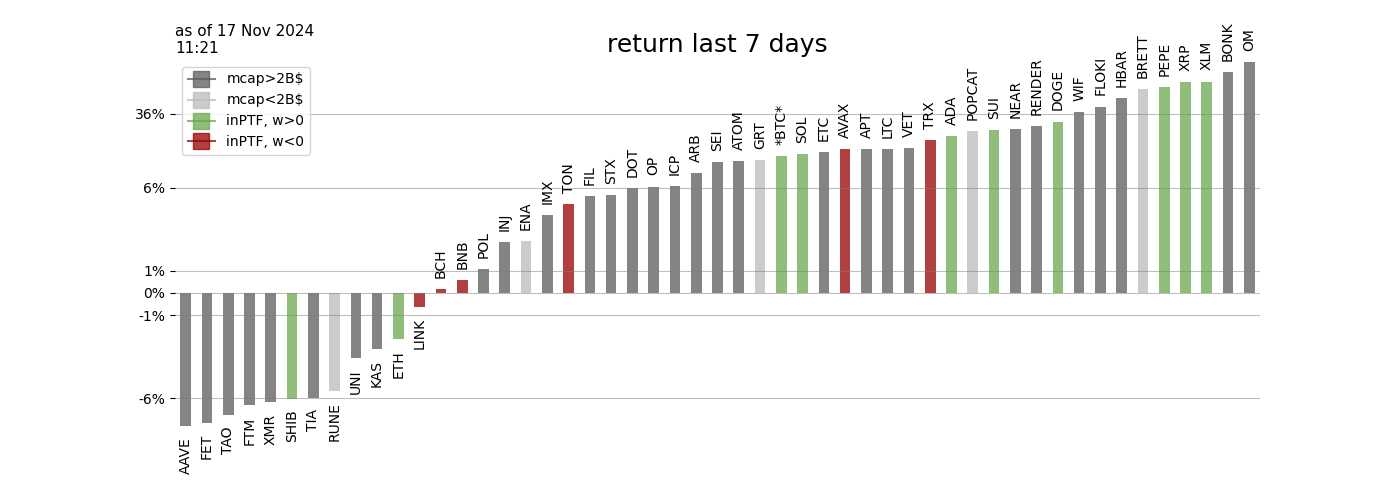 as of 17 Nov 2024
11:21
return last 7 days
mcap>2B$
mcap<2B$
inPTF, w>0
inPTF, w<0
36%
6%
1%
0%
-1%
-6%
AAVE
FET
TAO
FTM
XMR
SHIB
TIA
RUNE
UNI
KAS
ETH
LINK
BCH
BNB
POL
INJ
ENA
IMX
TON
FIL
STX
DOT
OP
ICP
ARB
SEI
ATOM
GRT
*BTC*
SOL
ETC
AVAX
APT
LTC
VET
TRX
ADA
POPCAT
SUI
NEAR
RENDER
DOGE
WIF
FLOKI
HBAR
BRETT
PEPE
XRP
XLM
BONK
OM